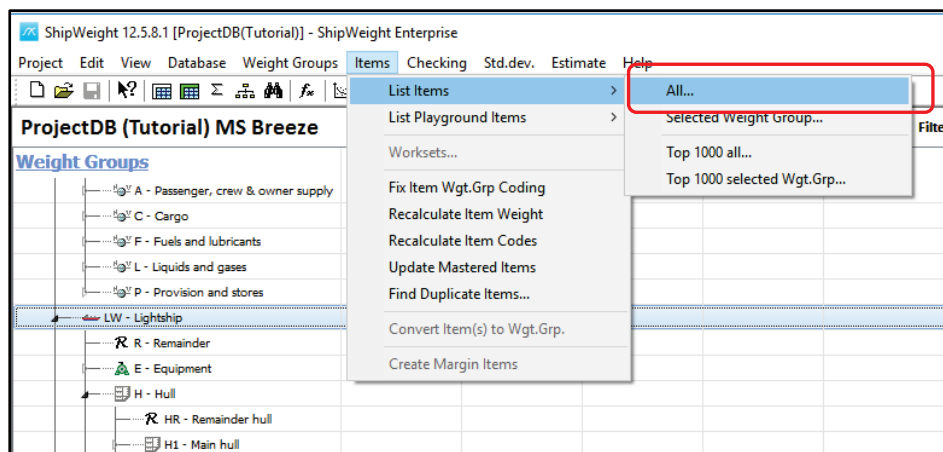 ShipWeight 12.5.8.1 [ProjectDB(Tutorial)] - ShipWeight Enterprise
Project Edit View Database Weight Groups Items Checking Std.dev. Estimate Help
ProjectDB (Tutorial) MS Breeze
Filte
Weight Groups
A - Passenger, crew & owner supply
C - Cargo
F - Fuels and lubricants
L - Liquids and gases
P - Provision and stores
LW - Lightship
R - Remainder
E - Equipment
H - Hull
HR - Remainder hull
H1 - Main hull
List Items
List Playground Items
Worksets...
Fix Item Wgt.Grp Coding
Recalculate Item Weight
Recalculate Item Codes
Update Mastered Items
Find Duplicate Items...
Convert Item(s) to Wgt.Grp.
Create Margin Items
All...
Selected Weight Group...
Top 1000 all...
Top 1000 selected Wgt.Grp...